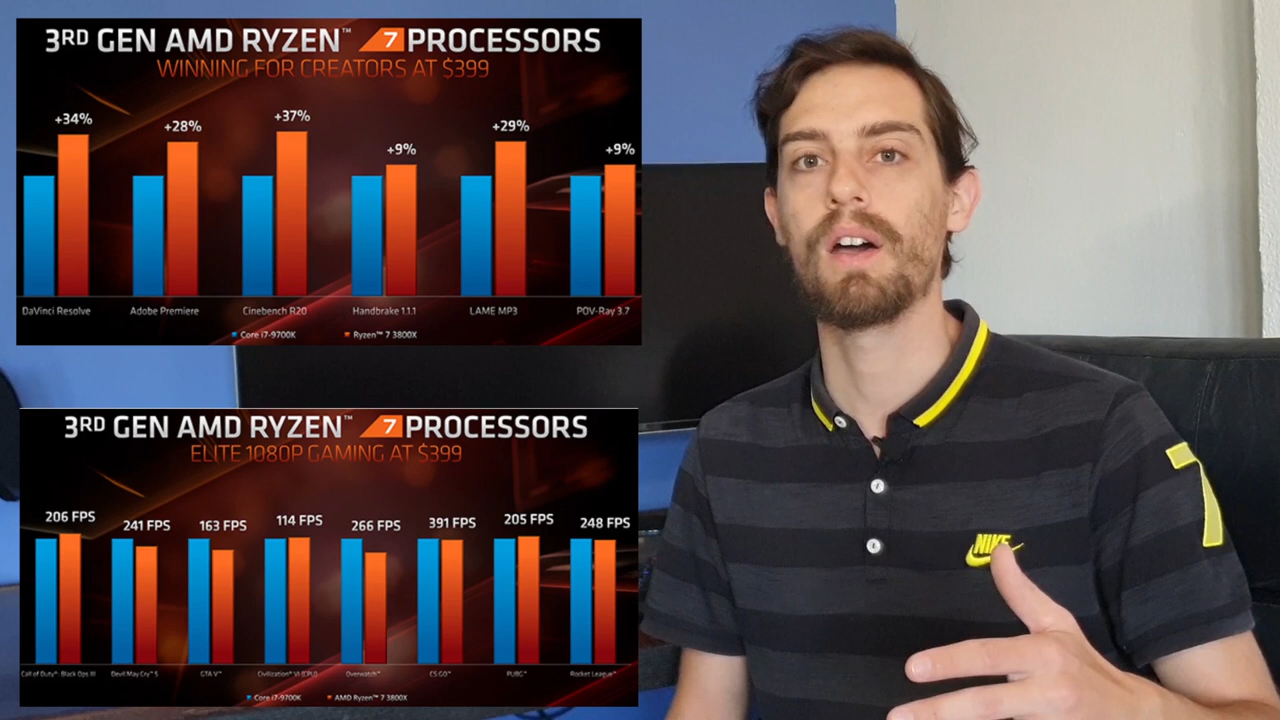 3RD GEN AMD RYZEN™ 7 PROCESSORS
WINNING FOR CREATORS AT $399
+34% +28% +37% +9% +29% +9%
DaVinci Resolve Adobe Premiere Cinebench R20 Handbrake 1.1.1 LAME MP3 POV-Ray 3.7
Core i7-9700K Ryzen™ 7 3800X
3RD GEN AMD RYZEN™ 7 PROCESSORS
ELITE 1080P GAMING AT $399
206 FPS 241 FPS 163 FPS 114 FPS 266 FPS 391 FPS 205 FPS 248 FPS
Call of Duty®: Black Ops III Devil May Cry™ 5 GTA V™ Civilization® VI (CPU) Overwatch™ CS:GO™ PUBG™ Rocket League™
Core i7-9700K AMD Ryzen™ 7 3800X
NIKE
7